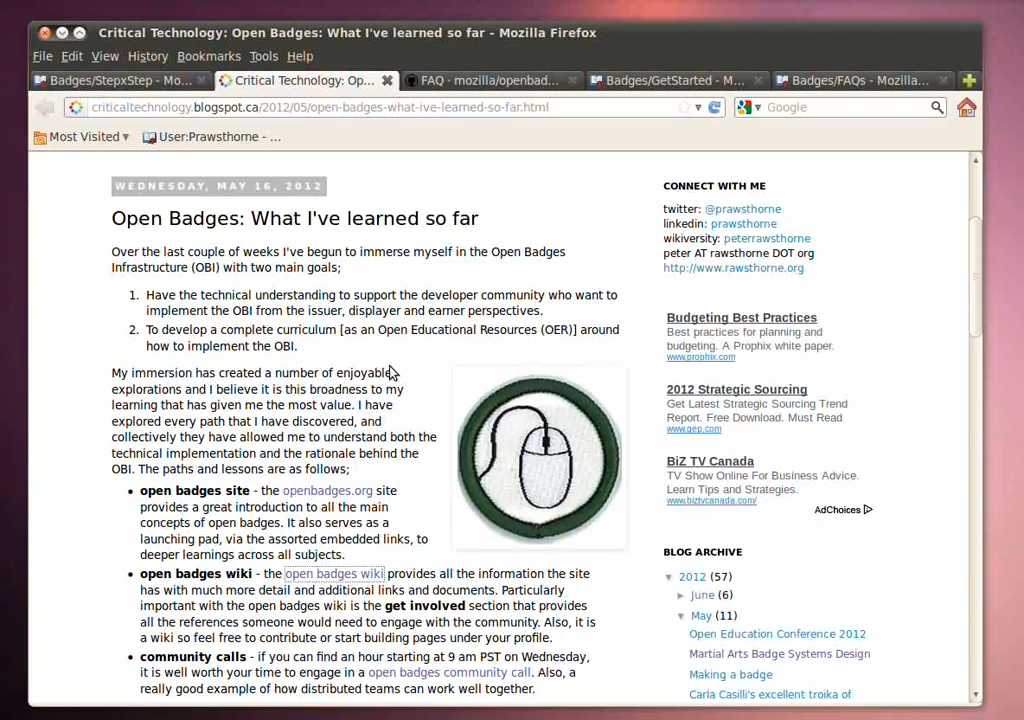 Critical Technology: Open Badges: What I've learned so far - Mozilla Firefox
File Edit View History Bookmarks Tools Help
Badges/StepxStep - Mo... Critical Technology: Op... FAQ · mozilla/openbad... Badges/GetStarted - M... Badges/FAQs - Mozilla...
criticaltechnology.blogspot.ca/2012/05/open-badges-what-ive-learned-so-far.html Google
Most Visited User:Prawsthorne - ...
WEDNESDAY, MAY 16, 2012
Open Badges: What I've learned so far
Over the last couple of weeks I've begun to immerse myself in the Open Badges
Infrastructure (OBI) with two main goals;
1. Have the technical understanding to support the developer community who want to
implement the OBI from the issuer, displayer and earner perspectives.
2. To develop a complete curriculum [as an Open Educational Resources (OER)] around
how to implement the OBI.
My immersion has created a number of enjoyable
explorations and I believe it is this broadness to my
learning that has given me the most value. I have
explored every path that I have discovered, and
collectively they have allowed me to understand both the
technical implementation and the rationale behind the
OBI. The paths and lessons are as follows;
• open badges site - the openbadges.org site
provides a great introduction to all the main
concepts of open badges. It also serves as a
launching pad, via the assorted embedded links, to
deeper learnings across all subjects.
• open badges wiki - the open badges wiki provides all the information the site
has with much more detail and additional links and documents. Particularly
important with the open badges wiki is the get involved section that provides
all the references someone would need to engage with the community. Also, it is
a wiki so feel free to contribute or start building pages under your profile.
• community calls - if you can find an hour starting at 9 am PST on Wednesday,
it is well worth your time to engage in a open badges community call. Also, a
really good example of how distributed teams can work well together.
CONNECT WITH ME
twitter: @prawsthorne
linkedin: prawsthorne
wikiversity: peterrawsthorne
peter AT rawsthorne DOT org
http://www.rawsthorne.org
Budgeting Best Practices
Best practices for planning and
budgeting. A Prophix white paper.
www.prophix.com
2012 Strategic Sourcing
Get Latest Strategic Sourcing Trend
Report. Free Download. Must Read
www.gep.com
BiZ TV Canada
TV Show Online For Business Advice.
Learn Tips and Strategies.
www.biztvcanada.com/
AdChoices
BLOG ARCHIVE
▼ 2012 (57)
► June (6)
▼ May (11)
Open Education Conference 2012
Martial Arts Badge Systems Design
Making a badge
Carla Casilli's excellent troika of